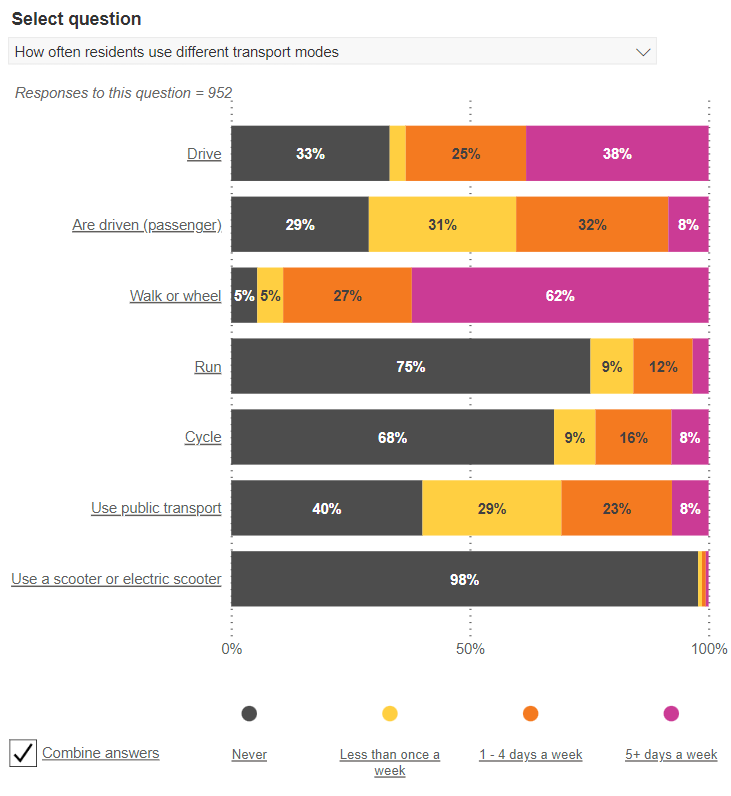 Select question
How often residents use different transport modes
Responses to this question = 952
Drive
33%
25%
38%
Are driven (passenger)
29%
31%
32%
8%
Walk or wheel
5%
5%
27%
62%
Run
75%
9%
12%
Cycle
68%
9%
16%
8%
Use public transport
40%
29%
23%
8%
Use a scooter or electric scooter
98%
0%
50%
100%
Combine answers
Never
Less than once a
week
1 - 4 days a week
5+ days a week